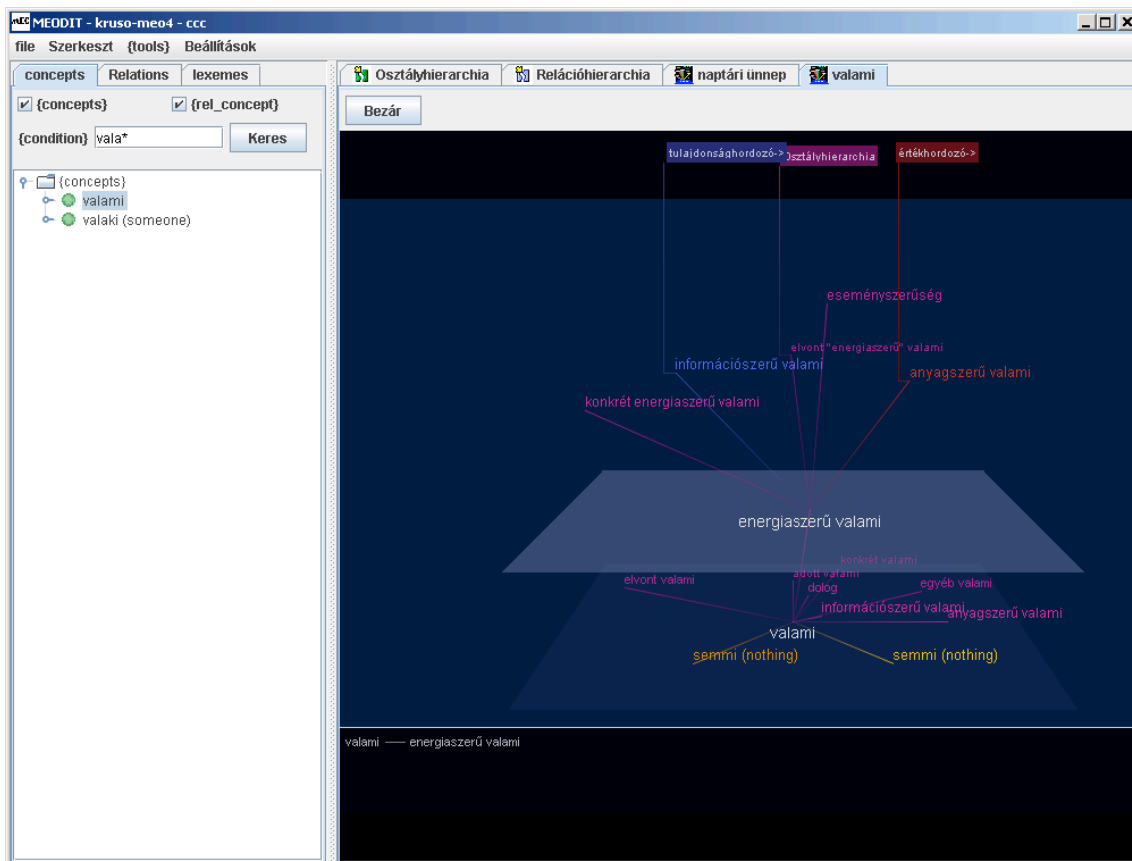 MEODIT - kruso-meo4 - ccc
file Szerkeszt {tools} Beállítások
concepts Relations lexemes
{concepts} {rel_concept}
{condition} vala* Keres
{concepts}
valami
valaki (someone)
Osztályhierarchia Relációhierarchia naptári ünnep valami
Bezár
tulajdonsághordozó-> Osztályhierarchia értékhordozó->
eseményszerűség
elvont "energiaszerű" valami
információszerű valami
anyagszerű valami
konkrét energiaszerű valami
energiaszerű valami
konkrét valami
adott valami
elvont valami
dolog
egyéb valami
információszerű valami
anyagszerű valami
valami
semmi (nothing) semmi (nothing)
valami —— energiaszerű valami